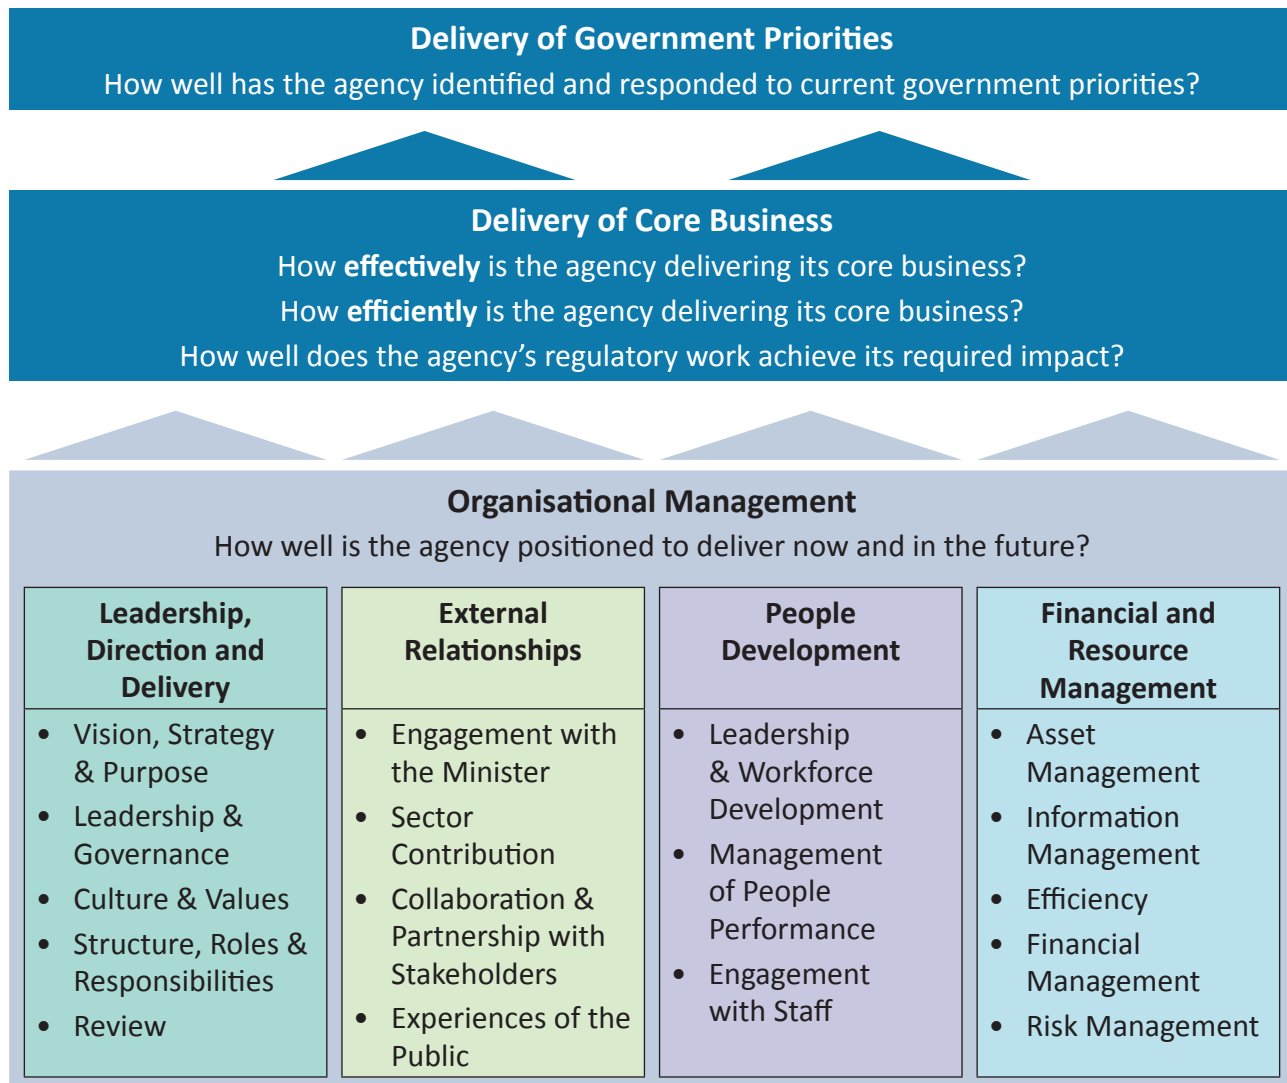 Delivery of Government Priorities
How well has the agency identified and responded to current government priorities?
Delivery of Core Business
How effectively is the agency delivering its core business?
How efficiently is the agency delivering its core business?
How well does the agency’s regulatory work achieve its required impact?
Organisational Management
How well is the agency positioned to deliver now and in the future?
Leadership,
Direction and
Delivery
• Vision, Strategy
& Purpose
• Leadership &
Governance
• Culture & Values
• Structure, Roles &
Responsibilities
• Review
External
Relationships
• Engagement with
the Minister
• Sector
Contribution
• Collaboration &
Partnership with
Stakeholders
• Experiences of the
Public
People
Development
• Leadership
& Workforce
Development
• Management
of People
Performance
• Engagement
with Staff
Financial and
Resource
Management
• Asset
Management
• Information
Management
• Efficiency
• Financial
Management
• Risk Management